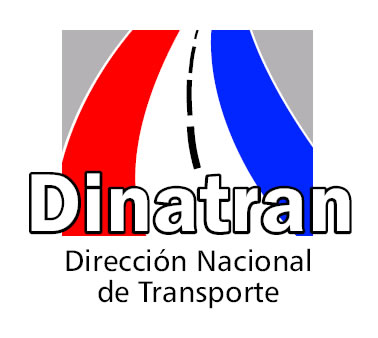 Dinatran
Dirección Nacional
de Transporte